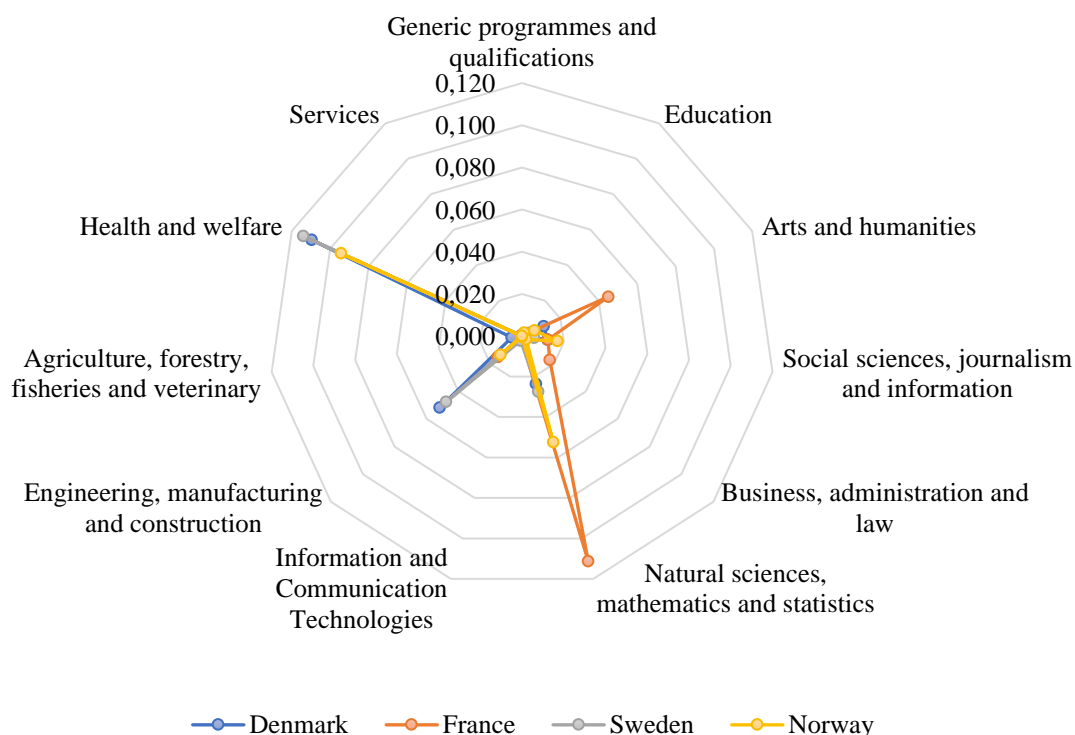 Generic programmes and
qualifications
0,120
0,100
0,080
0,060
0,040
0,020
0,000
Education
Arts and humanities
Social sciences, journalism
and information
Business, administration and
law
Natural sciences,
mathematics and statistics
Information and
Communication
Technologies
Engineering, manufacturing
and construction
Agriculture, forestry,
fisheries and veterinary
Health and welfare
Services
Denmark
France
Sweden
Norway